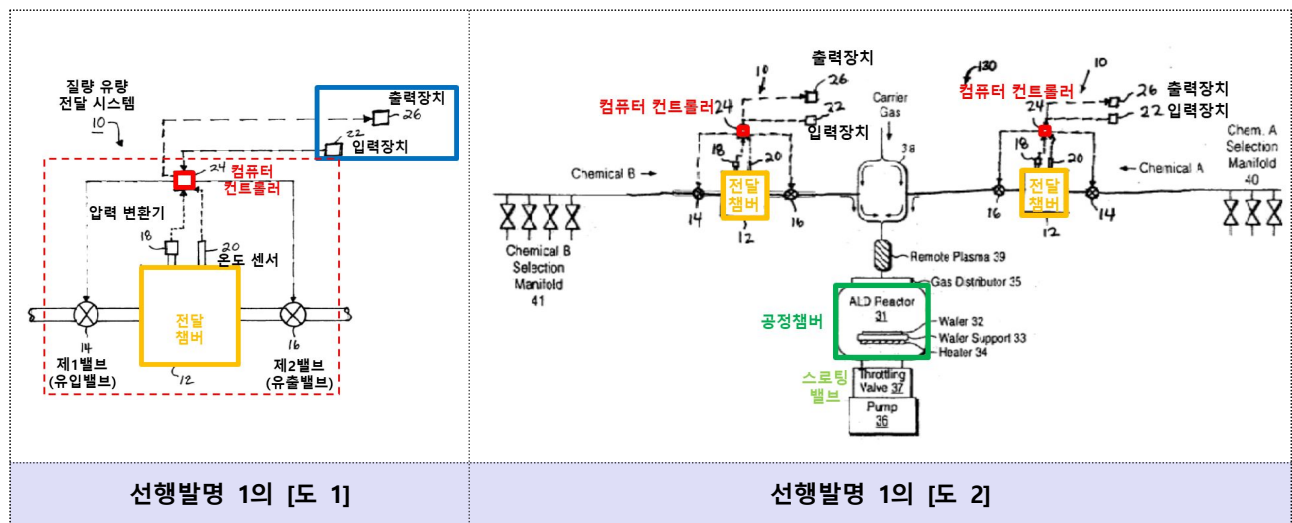 질량 유량
전달 시스템
10
출력장치
26
22
입력장치
24
컴퓨터
컨트롤러
압력 변환기
18
20
온도 센서
전달
챔버
14
제1밸브
(유입밸브)
12
16
제2밸브
(유출밸브)
선행발명 1의 [도 1]
출력장치
10
26
컴퓨터 컨트롤러
24
22
입력장치
18
20
Chemical B
전달
챔버
14
12
16
Chemical B
Selection
Manifold
41
Carrier
Gas
38
130
10
출력장치
26
컴퓨터 컨트롤러
24
22 입력장치
18
20
Chemical A
전달
챔버
16
12
14
Chem. A
Selection
Manifold
40
Remote Plasma 39
Gas Distributor 35
공정챔버
ALD Reactor
31
Wafer 32
Wafer Support 33
Heater 34
스로팅
밸브
Throttling
Valve 37
Pump
36
선행발명 1의 [도 2]